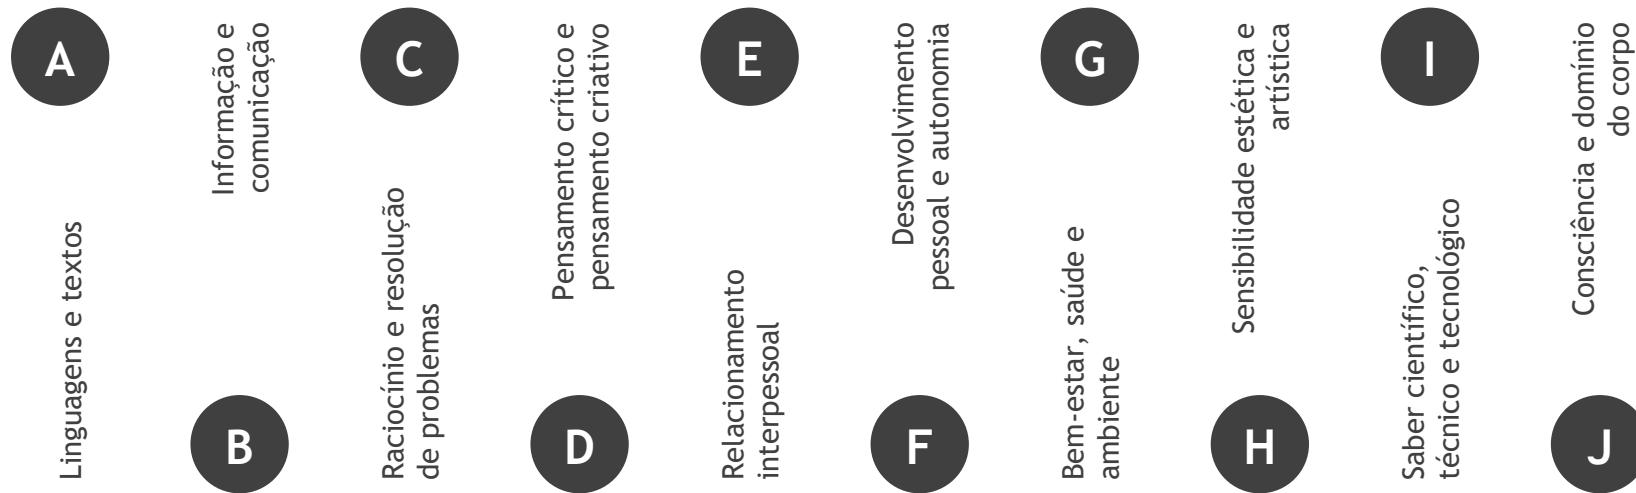 A
Linguagens e textos
Informação e
comunicação
B
C
Raciocínio e resolução
de problemas
Pensamento crítico e
pensamento criativo
D
E
Relacionamento
interpessoal
Desenvolvimento
pessoal e autonomia
F
G
Bem-estar, saúde e
ambiente
Sensibilidade estética e
artística
H
I
Saber científico,
técnico e tecnológico
Consciência e domínio
do corpo
J